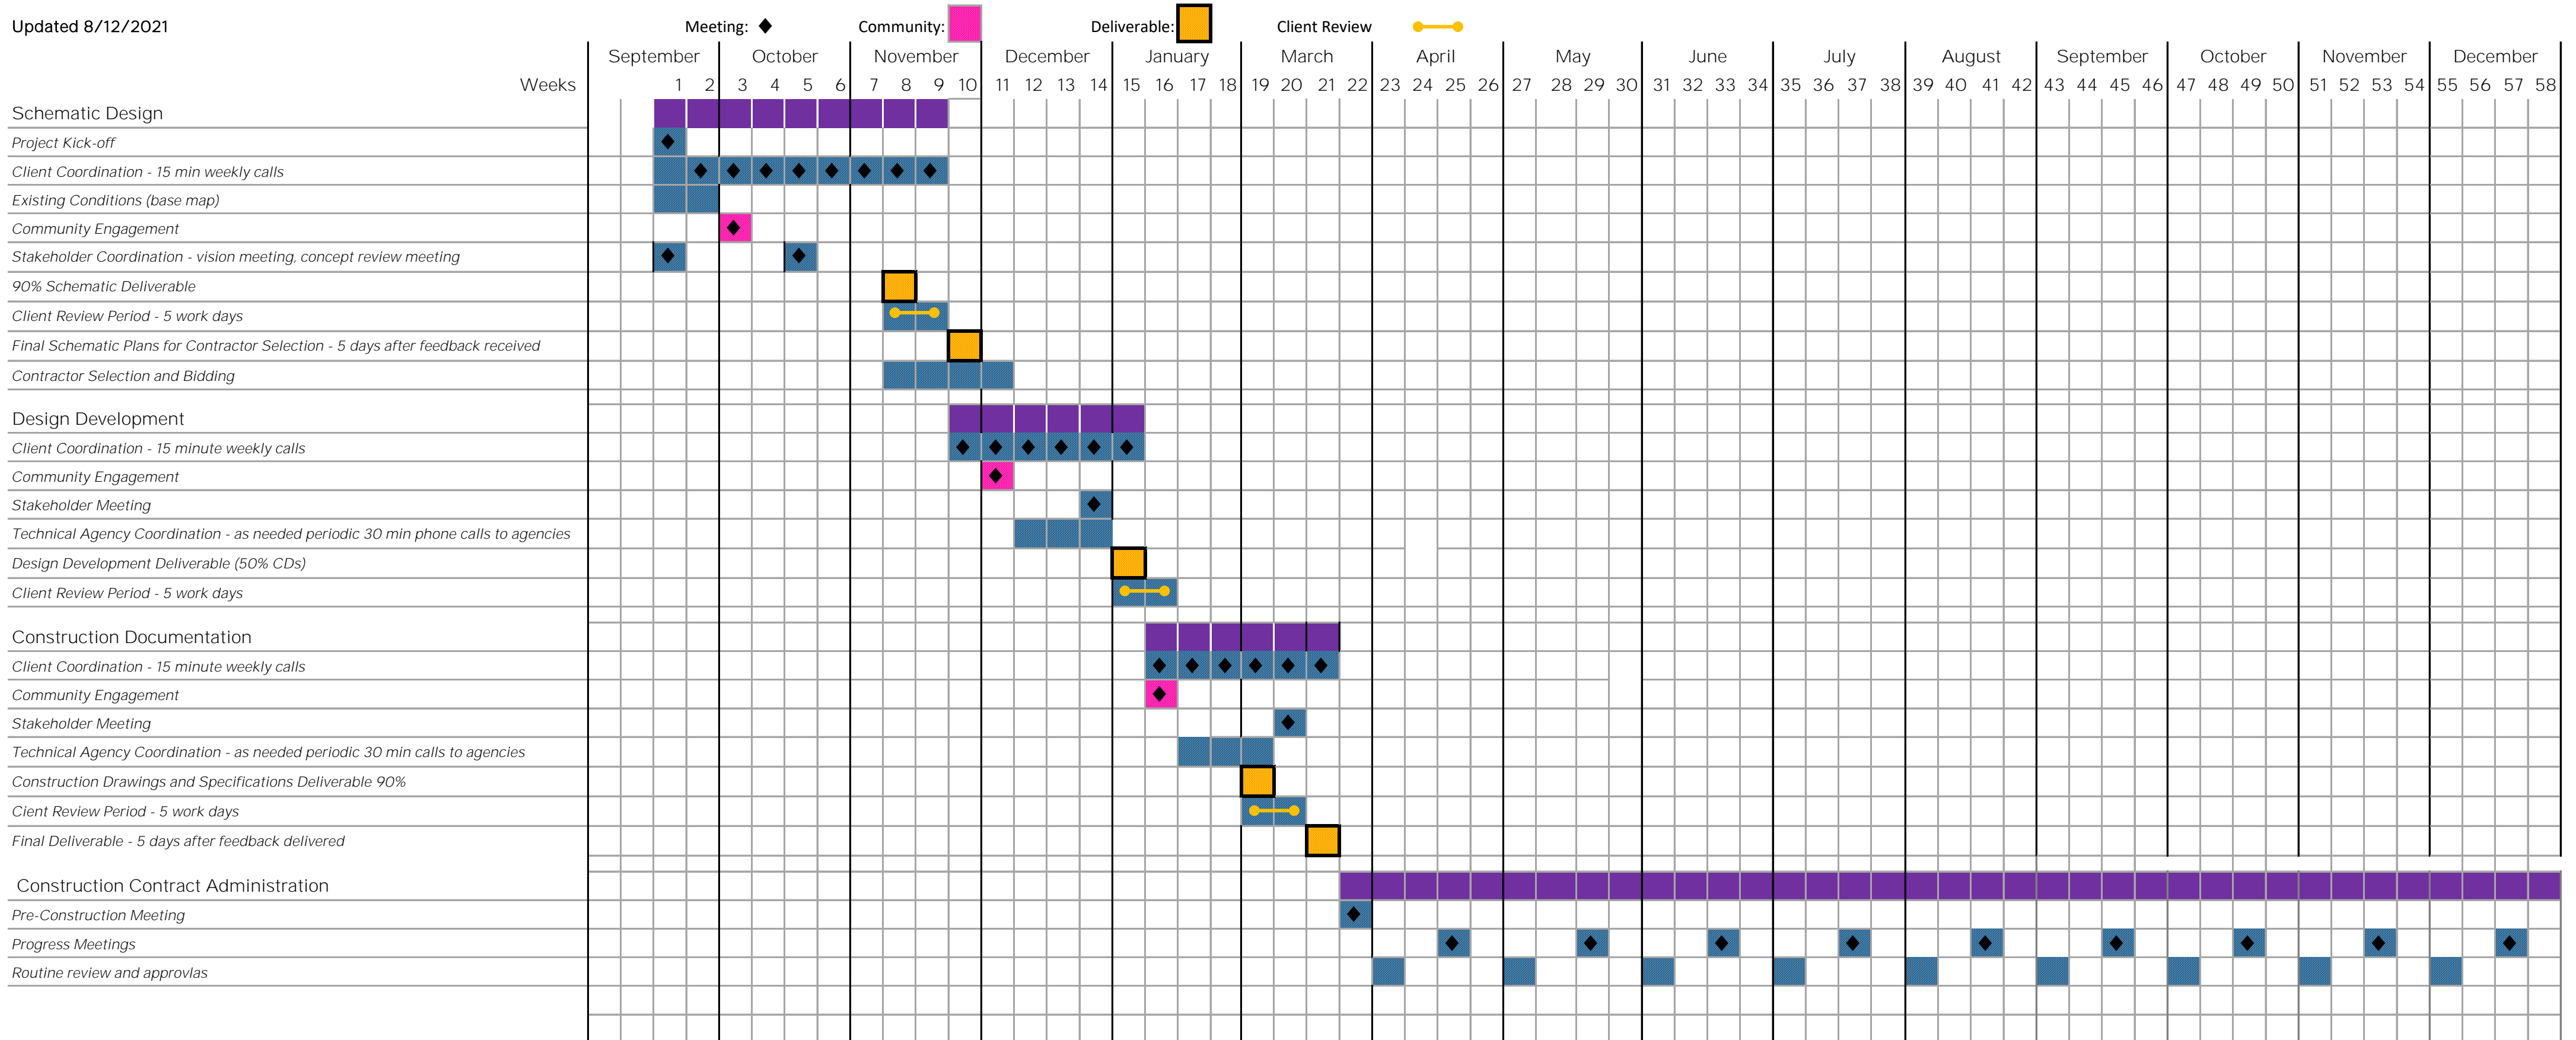 Updated 8/12/2021 Meeting: Community: Deliverable: Client Review
September October November December January March April May June July August September October November December
Weeks 1 2 3 4 5 6 7 8 9 10 11 12 13 14 15 16 17 18 19 20 21 22 23 24 25 26 27 28 29 30 31 32 33 34 35 36 37 38 39 40 41 42 43 44 45 46 47 48 49 50 51 52 53 54 55 56 57 58
Schematic Design
Project Kick-off
Client Coordination - 15 min weekly calls
Existing Conditions (base map)
Community Engagement
Stakeholder Coordination - vision meeting, concept review meeting
90% Schematic Deliverable
Client Review Period - 5 work days
Final Schematic Plans for Contractor Selection - 5 days after feedback received
Contractor Selection and Bidding
Design Development
Client Coordination - 15 minute weekly calls
Community Engagement
Stakeholder Meeting
Technical Agency Coordination - as needed periodic 30 min phone calls to agencies
Design Development Deliverable (50% CDs)
Client Review Period - 5 work days
Construction Documentation
Client Coordination - 15 minute weekly calls
Community Engagement
Stakeholder Meeting
Technical Agency Coordination - as needed periodic 30 min calls to agencies
Construction Drawings and Specifications Deliverable 90%
Cient Review Period - 5 work days
Final Deliverable - 5 days after feedback delivered
Construction Contract Administration
Pre-Construction Meeting
Progress Meetings
Routine review and approvlas